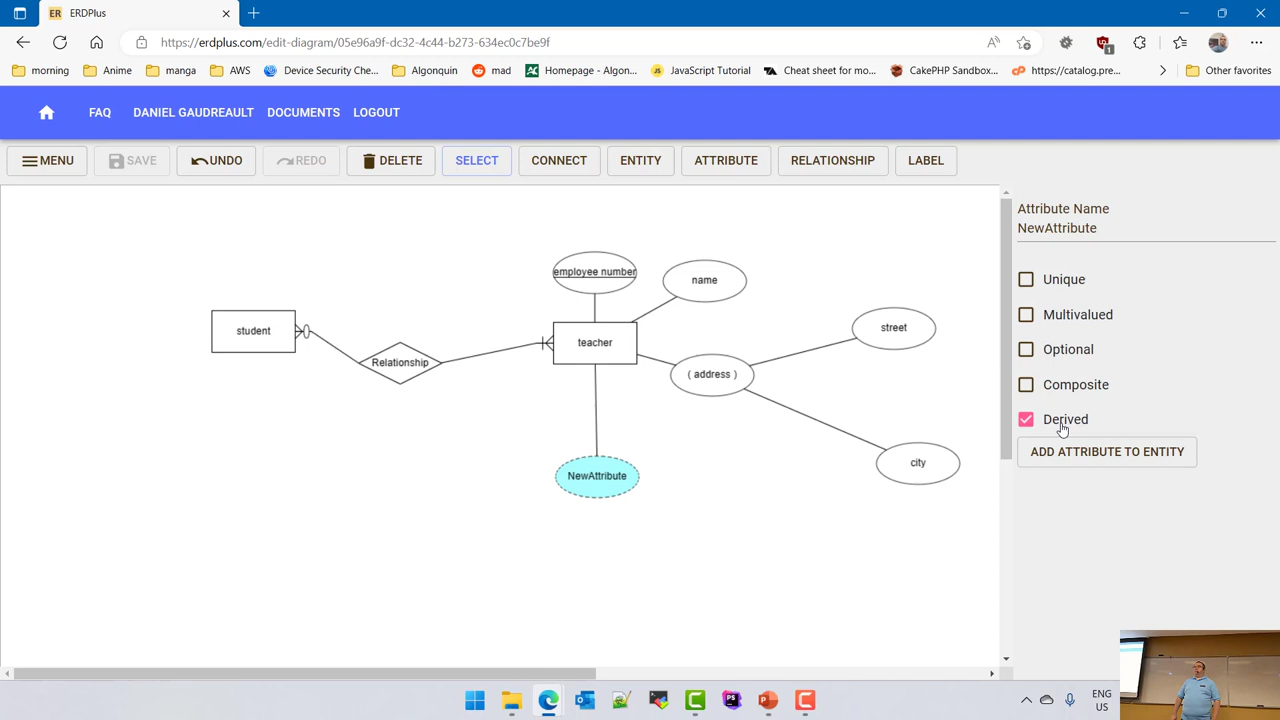 ERDPlus
https://erdplus.com/edit-diagram/05e96a9f-dc32-4c44-b273-634ec0c7be9f
1
morning
Anime
manga
AWS
Device Security Che...
Algonquin
mad
Homepage - Algon...
JavaScript Tutorial
Cheat sheet for mo...
CakePHP Sandbox...
https://catalog.pre...
Other favorites
FAQ
DANIEL GAUDREAULT
DOCUMENTS
LOGOUT
MENU
SAVE
UNDO
REDO
DELETE
SELECT
CONNECT
ENTITY
ATTRIBUTE
RELATIONSHIP
LABEL
Attribute Name
NewAttribute
Unique
Multivalued
Optional
Composite
Derived
ADD ATTRIBUTE TO ENTITY
employee number
name
street
student
teacher
Relationship
( address )
city
NewAttribute
ENG
US